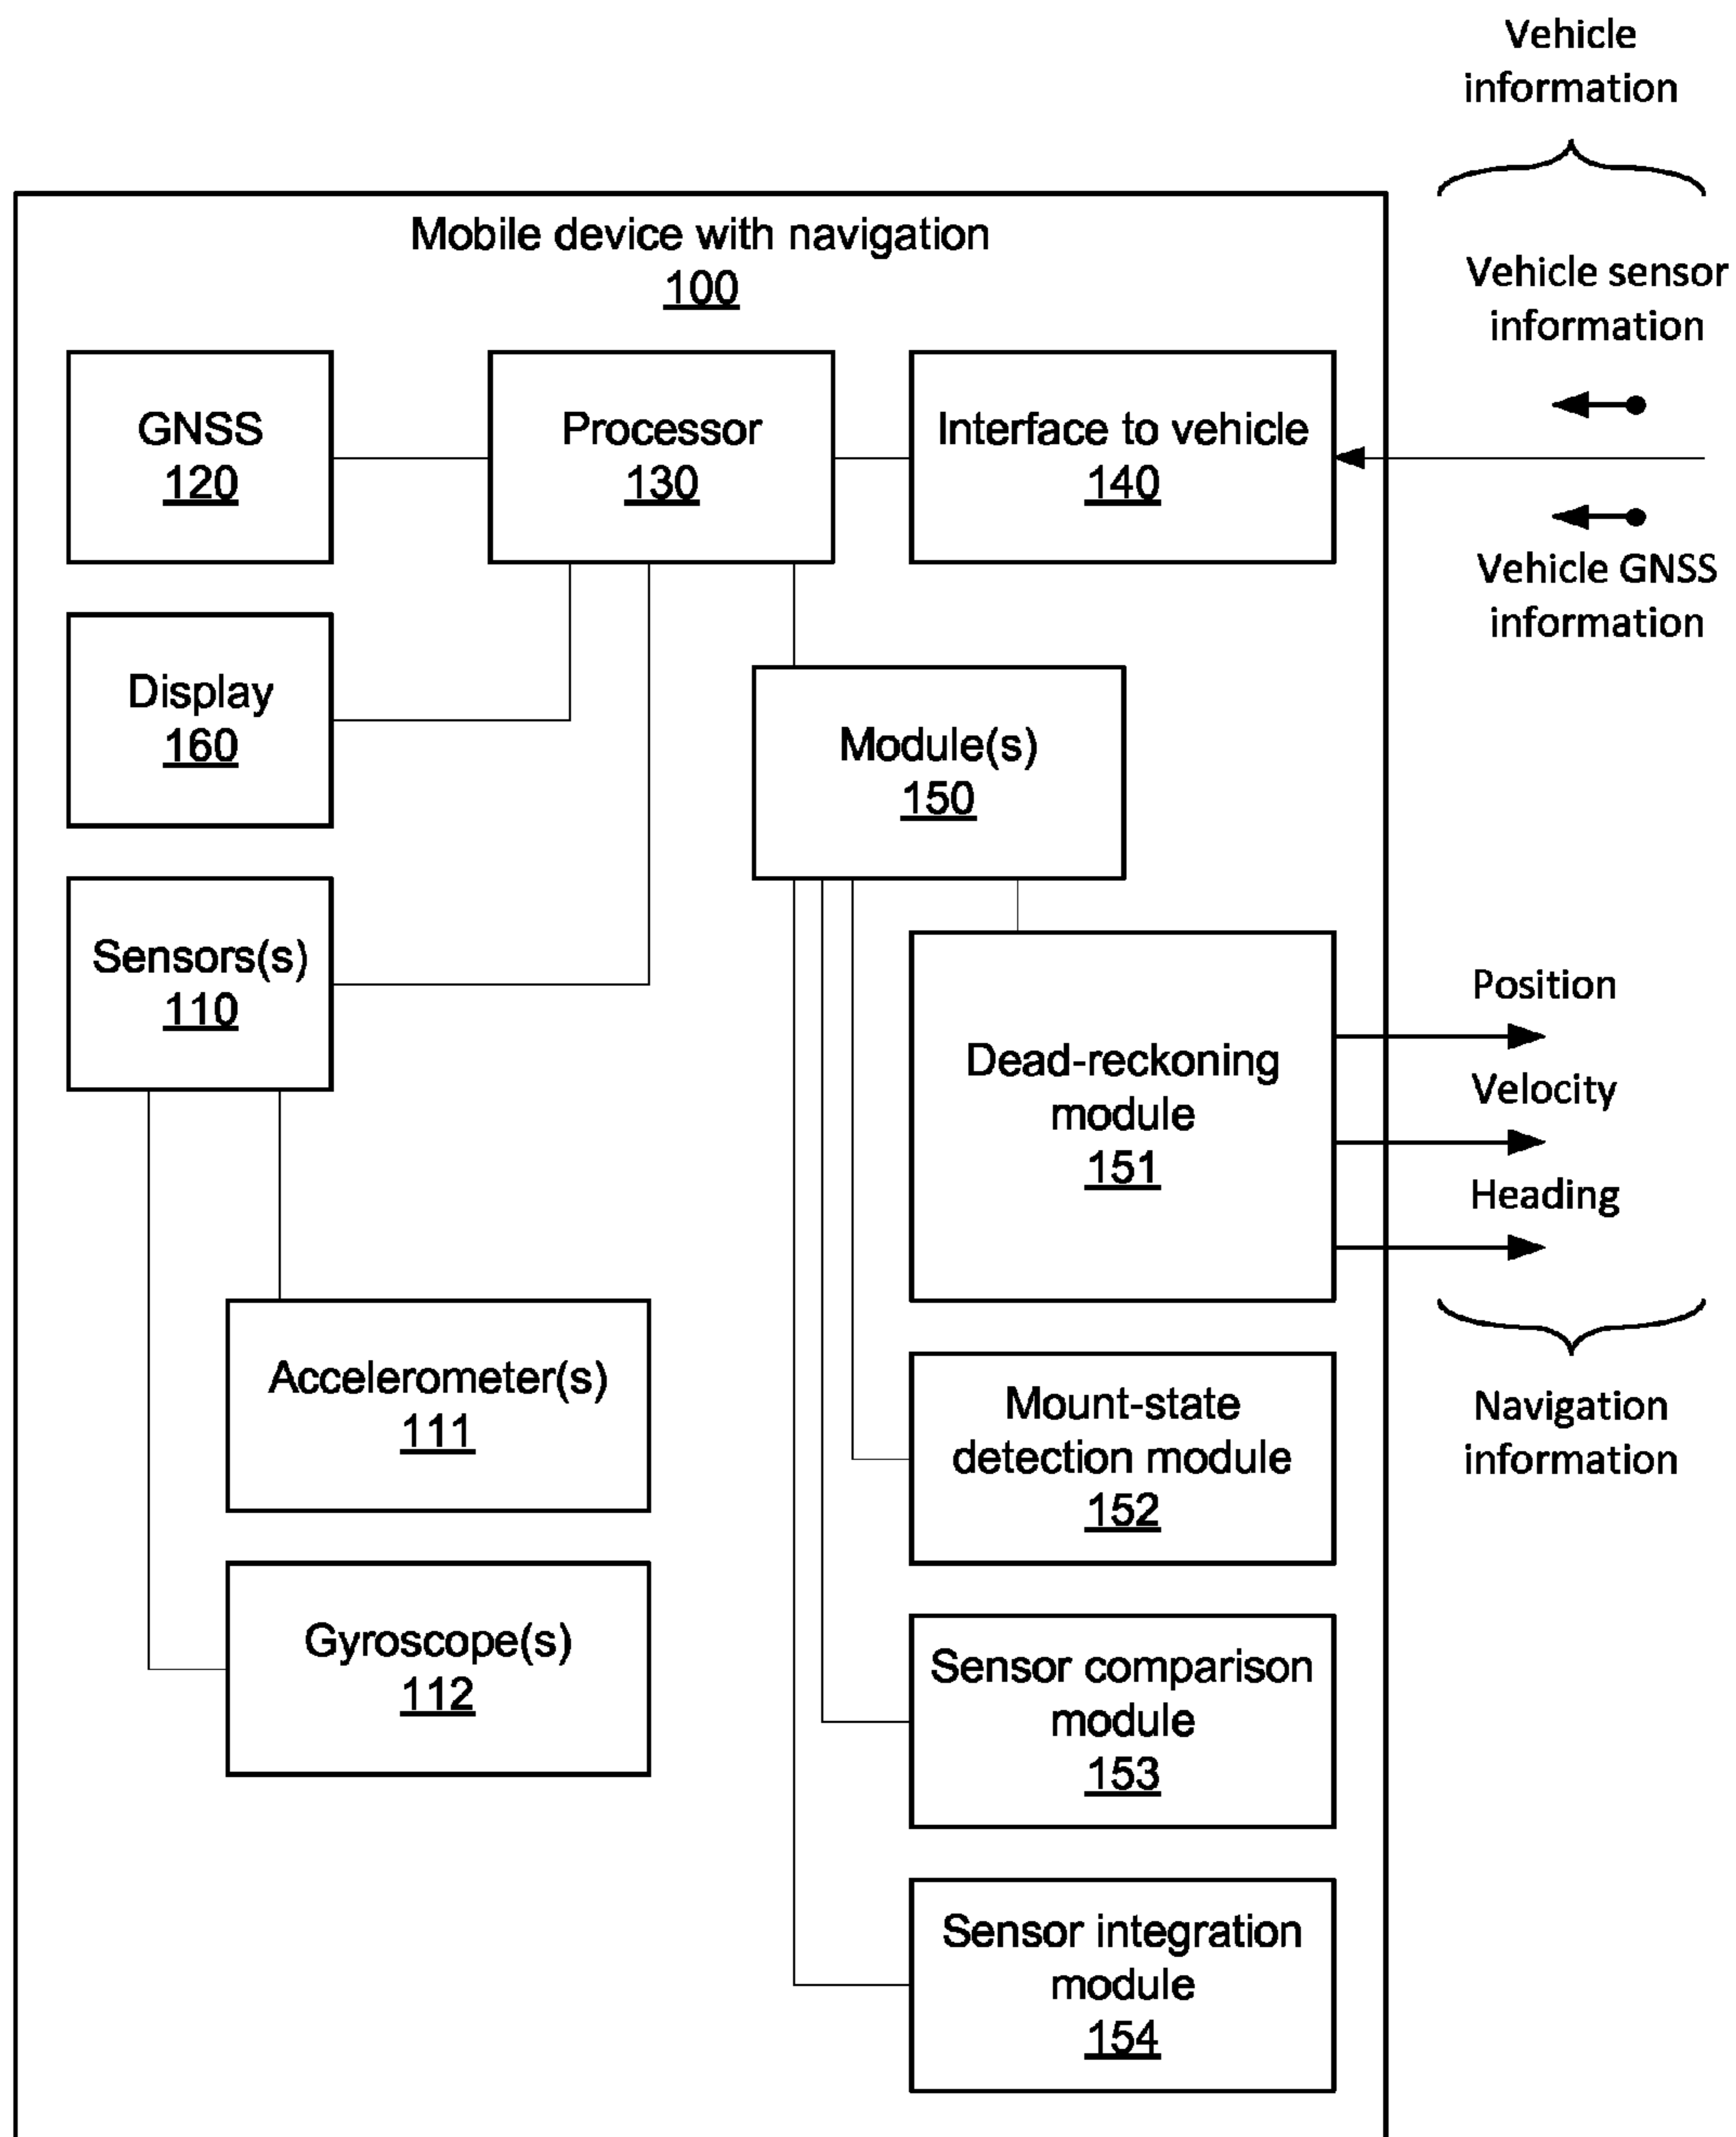 Vehicle
information
Mobile device with navigation
100
Vehicle sensor
information
GNSS
120
Processor
130
Interface to vehicle
140
Vehicle GNSS
information
Display
160
Module(s)
150
Sensors(s)
110
Dead-reckoning
module
151
Position
Velocity
Heading
Accelerometer(s)
111
Mount-state
detection module
152
Navigation
information
Gyroscope(s)
112
Sensor comparison
module
153
Sensor integration
module
154